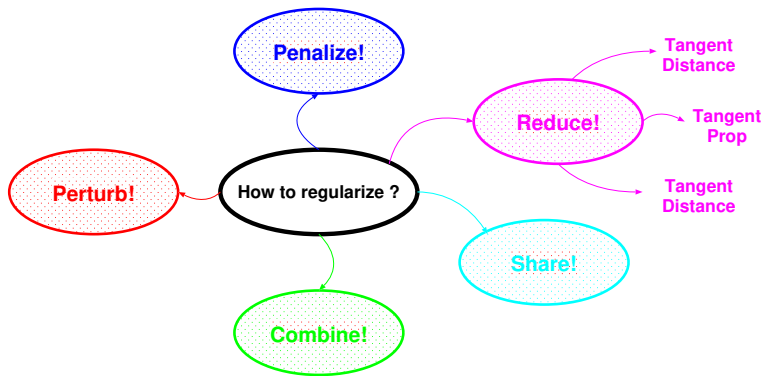 Penalize!
Tangent
Distance
Reduce!
Tangent
Prop
How to regularize ?
Perturb!
Tangent
Distance
Share!
Combine!